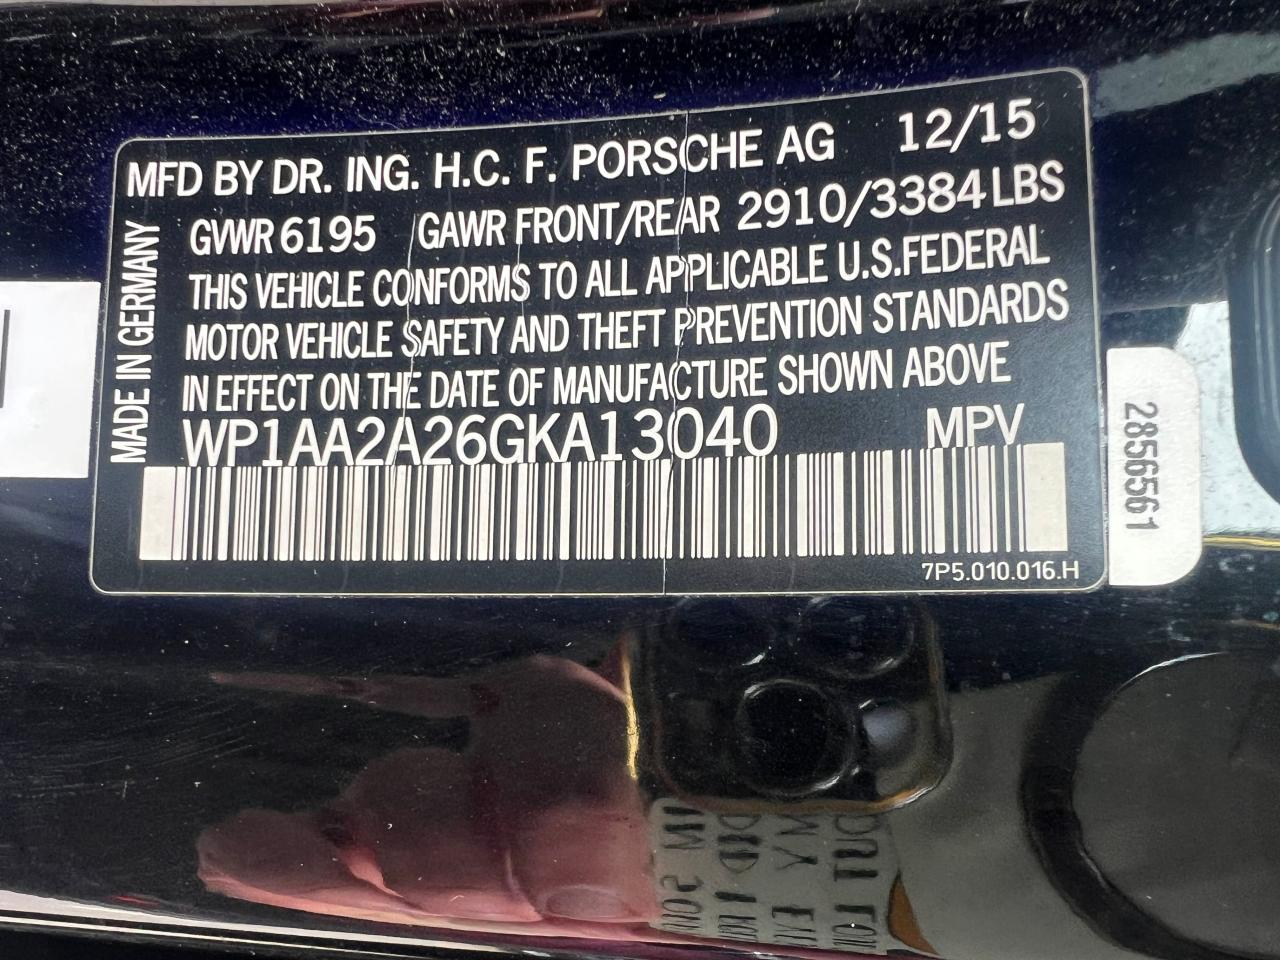 MFD BY DR. ING. H.C. F. PORSCHE AG 12/15
GVWR 6195 GAWR FRONT/REAR 2910/3384LBS
THIS VEHICLE CONFORMS TO ALL APPLICABLE U.S.FEDERAL
MOTOR VEHICLE SAFETY AND THEFT PREVENTION STANDARDS
IN EFFECT ON THE DATE OF MANUFACTURE SHOWN ABOVE
WP1AA2A26GKA13040 MPV
7P5.010.016.H
MADE IN GERMANY
2856561